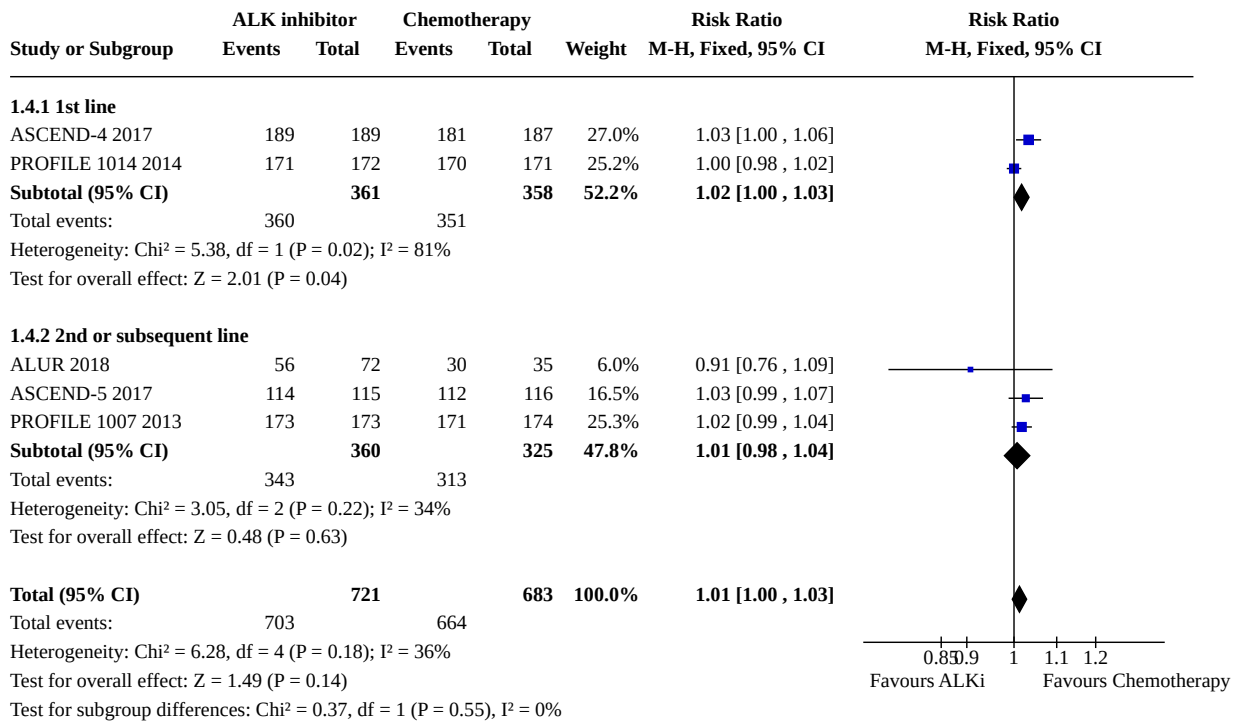 ALK inhibitor Chemotherapy Risk Ratio Risk Ratio
Study or Subgroup Events Total Events Total Weight M-H, Fixed, 95% CI M-H, Fixed, 95% CI
1.4.1 1st line
ASCEND-4 2017 189 189 181 187 27.0% 1.03 [1.00 , 1.06]
PROFILE 1014 2014 171 172 170 171 25.2% 1.00 [0.98 , 1.02]
Subtotal (95% CI) 361 358 52.2% 1.02 [1.00 , 1.03]
Total events: 360 351
Heterogeneity: Chi² = 5.38, df = 1 (P = 0.02); I² = 81%
Test for overall effect: Z = 2.01 (P = 0.04)
1.4.2 2nd or subsequent line
ALUR 2018 56 72 30 35 6.0% 0.91 [0.76 , 1.09]
ASCEND-5 2017 114 115 112 116 16.5% 1.03 [0.99 , 1.07]
PROFILE 1007 2013 173 173 171 174 25.3% 1.02 [0.99 , 1.04]
Subtotal (95% CI) 360 325 47.8% 1.01 [0.98 , 1.04]
Total events: 343 313
Heterogeneity: Chi² = 3.05, df = 2 (P = 0.22); I² = 34%
Test for overall effect: Z = 0.48 (P = 0.63)
Total (95% CI) 721 683 100.0% 1.01 [1.00 , 1.03]
Total events: 703 664
Heterogeneity: Chi² = 6.28, df = 4 (P = 0.18); I² = 36%
0.85 0.9 1 1.1 1.2
Test for overall effect: Z = 1.49 (P = 0.14) Favours ALKi Favours Chemotherapy
Test for subgroup differences: Chi² = 0.37, df = 1 (P = 0.55), I² = 0%